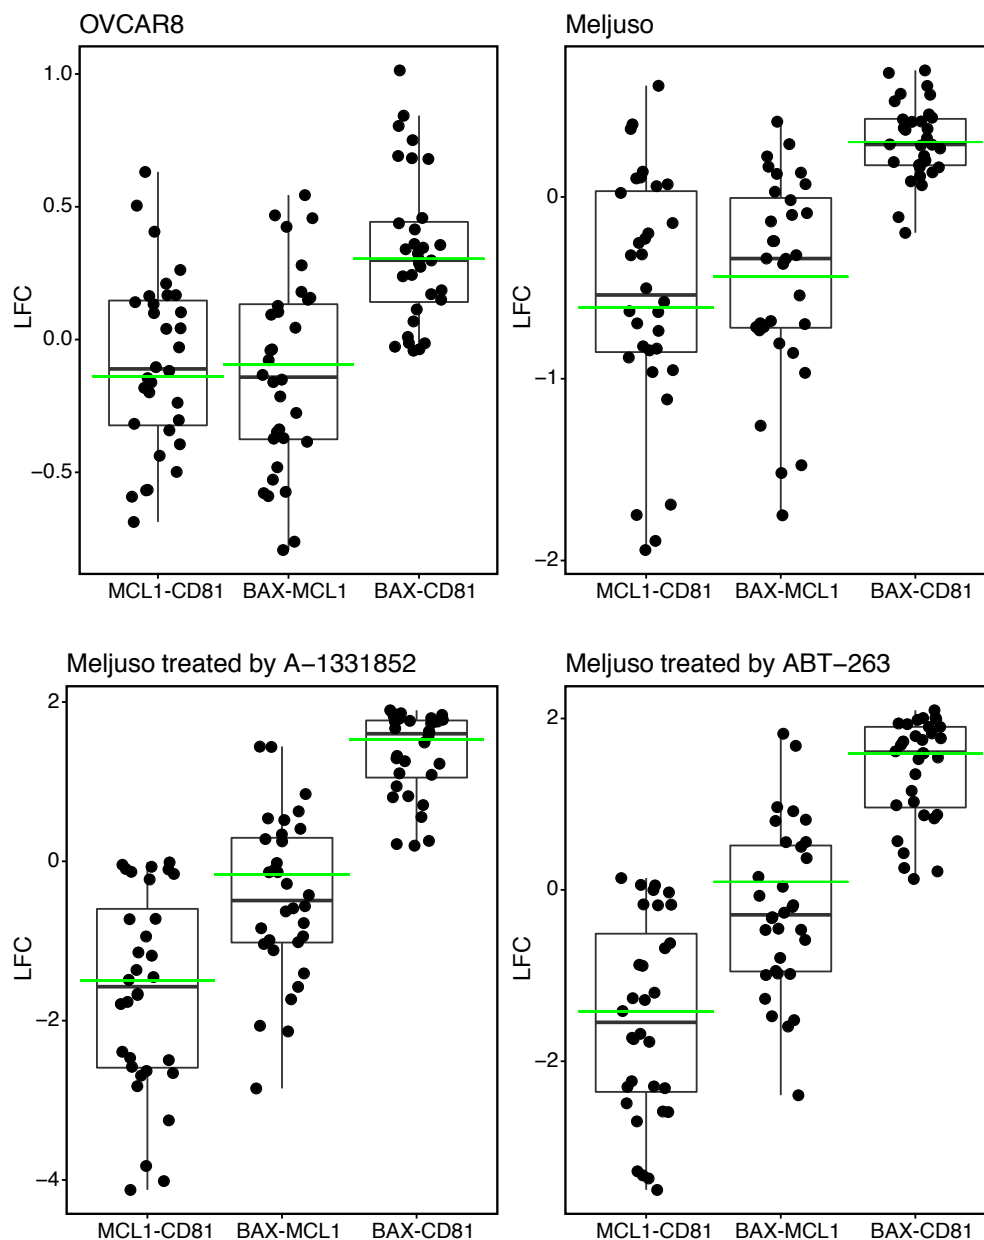 OVCAR8
1.0
0.5
0.0
−0.5
LFC
MCL1-CD81 BAX-MCL1 BAX-CD81
Meljuso
0
−1
−2
LFC
MCL1-CD81 BAX-MCL1 BAX-CD81
Meljuso treated by A-1331852
2
0
−2
−4
LFC
MCL1-CD81 BAX-MCL1 BAX-CD81
Meljuso treated by ABT−263
2
0
−2
LFC
MCL1-CD81 BAX-MCL1 BAX-CD81